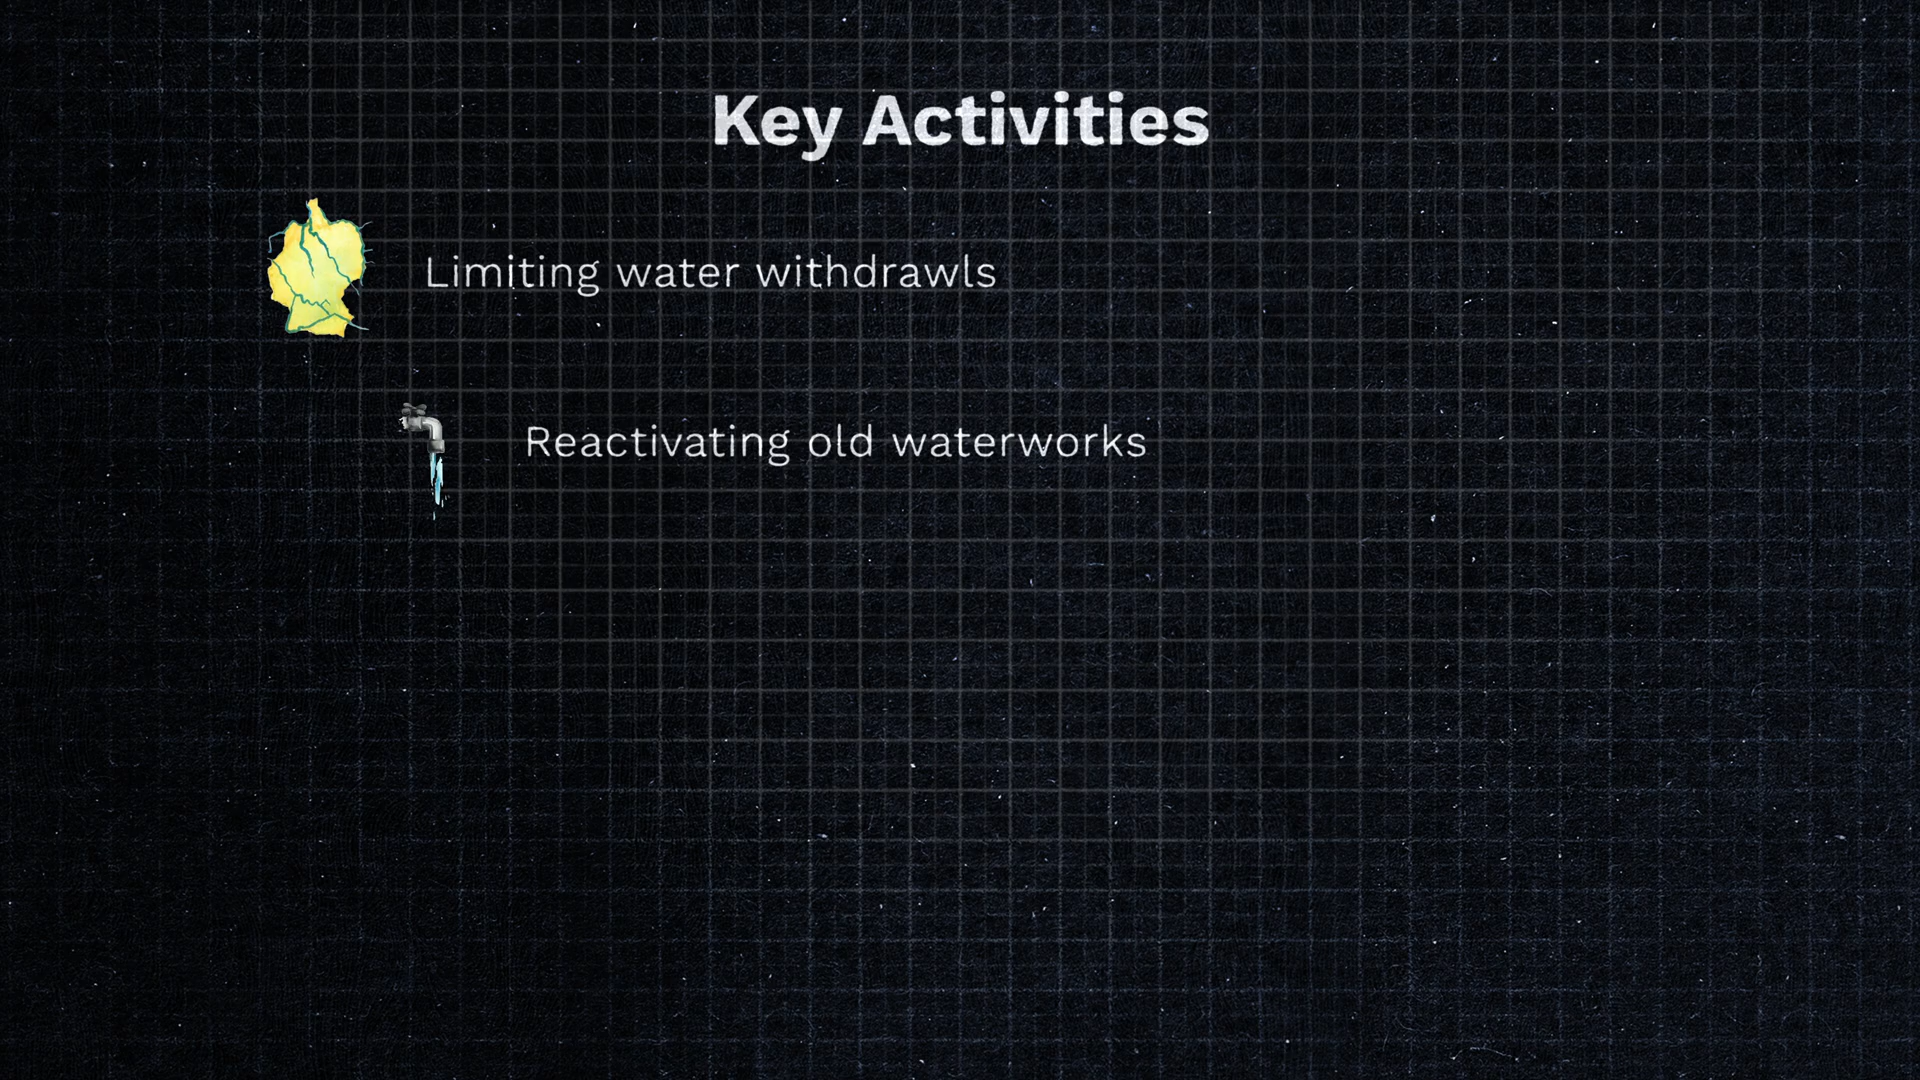 Key Activities
Limiting water withdrawls
Reactivating old waterworks